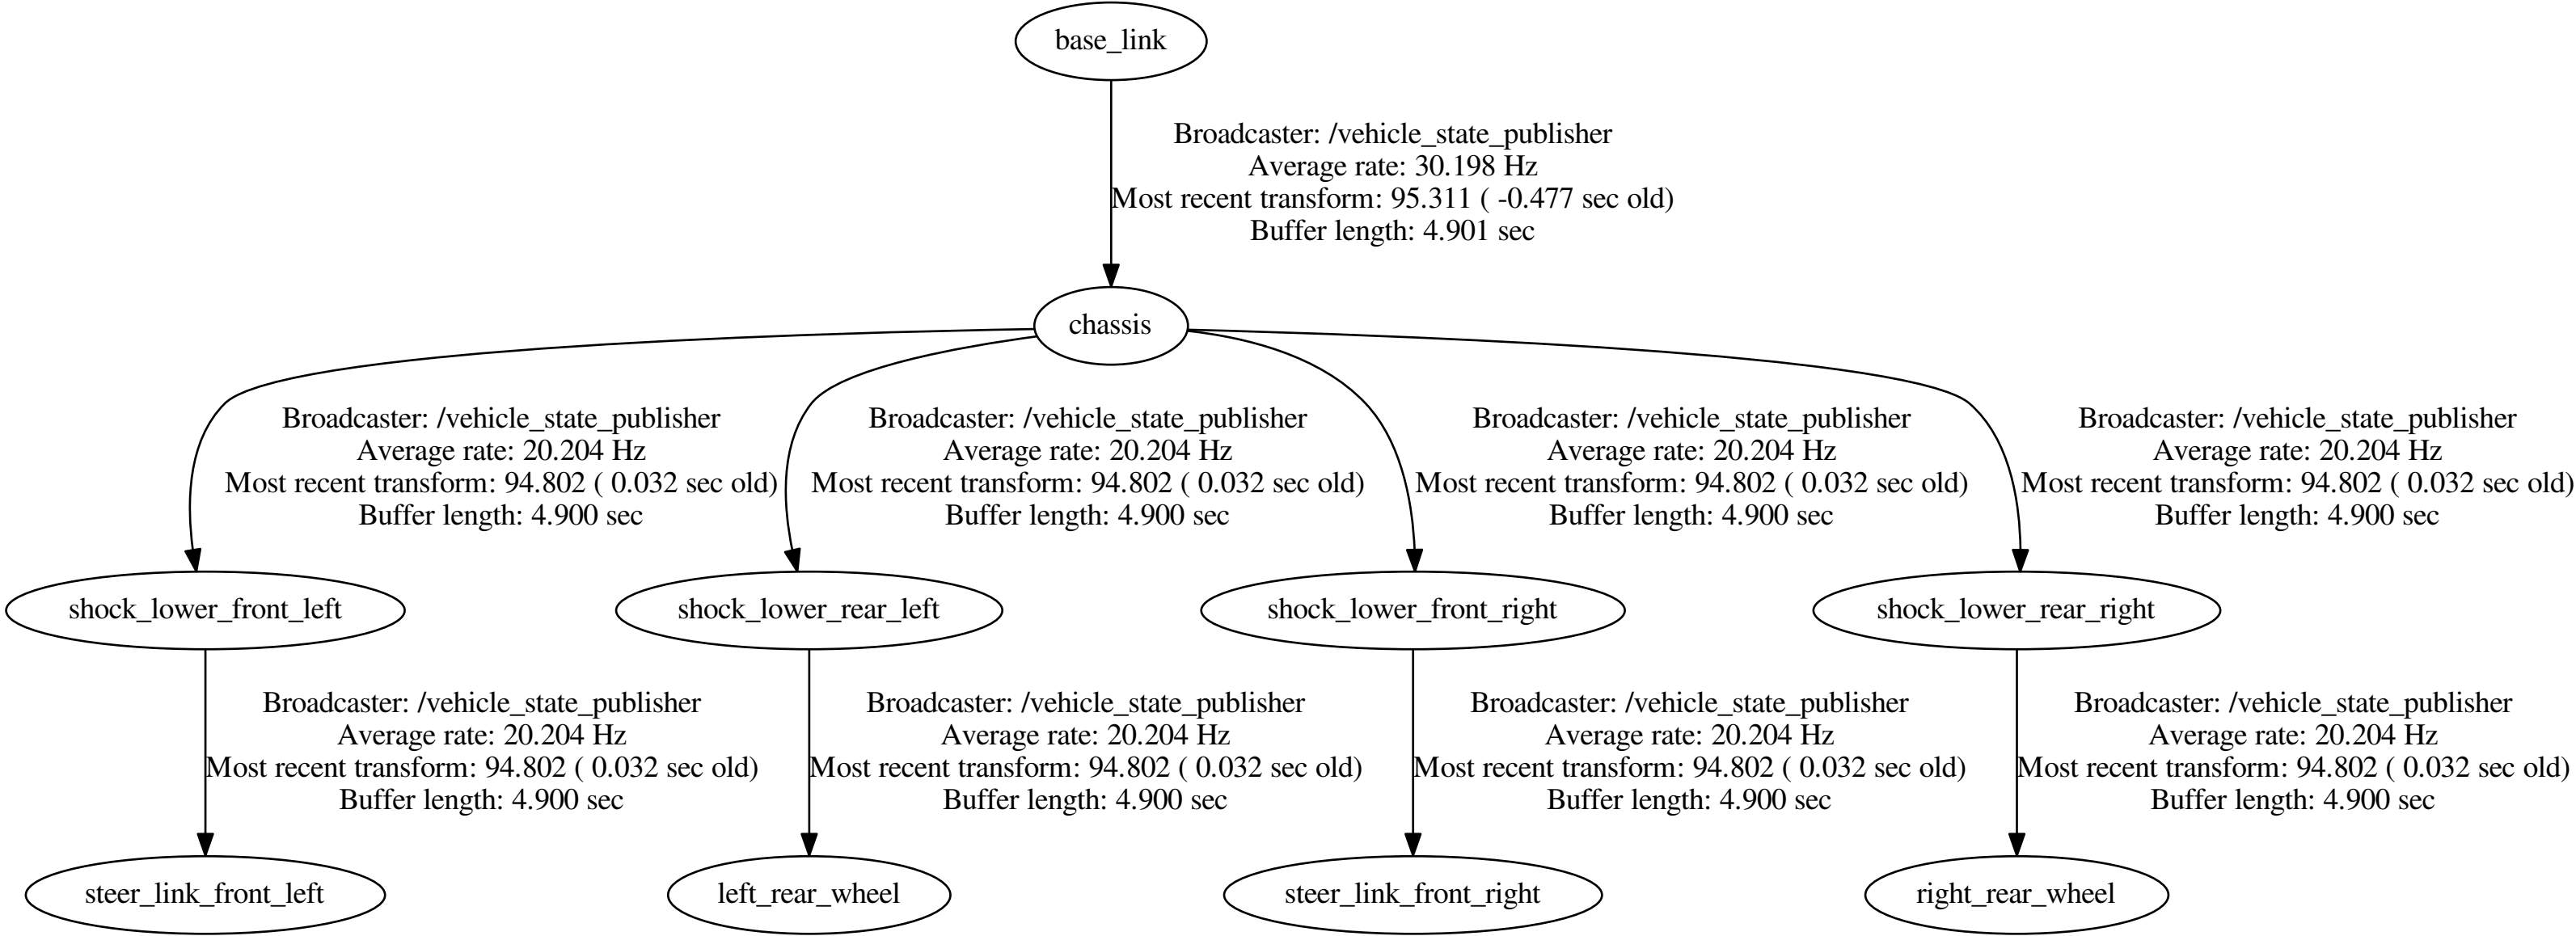 base_link
Broadcaster: /vehicle_state_publisher
Average rate: 30.198 Hz
Most recent transform: 95.311 ( -0.477 sec old)
Buffer length: 4.901 sec
chassis
Broadcaster: /vehicle_state_publisher
Average rate: 20.204 Hz
Most recent transform: 94.802 ( 0.032 sec old)
Buffer length: 4.900 sec
Broadcaster: /vehicle_state_publisher
Average rate: 20.204 Hz
Most recent transform: 94.802 ( 0.032 sec old)
Buffer length: 4.900 sec
Broadcaster: /vehicle_state_publisher
Average rate: 20.204 Hz
Most recent transform: 94.802 ( 0.032 sec old)
Buffer length: 4.900 sec
Broadcaster: /vehicle_state_publisher
Average rate: 20.204 Hz
Most recent transform: 94.802 ( 0.032 sec old)
Buffer length: 4.900 sec
shock_lower_front_left
shock_lower_rear_left
shock_lower_front_right
shock_lower_rear_right
Broadcaster: /vehicle_state_publisher
Average rate: 20.204 Hz
Most recent transform: 94.802 ( 0.032 sec old)
Buffer length: 4.900 sec
Broadcaster: /vehicle_state_publisher
Average rate: 20.204 Hz
Most recent transform: 94.802 ( 0.032 sec old)
Buffer length: 4.900 sec
Broadcaster: /vehicle_state_publisher
Average rate: 20.204 Hz
Most recent transform: 94.802 ( 0.032 sec old)
Buffer length: 4.900 sec
Broadcaster: /vehicle_state_publisher
Average rate: 20.204 Hz
Most recent transform: 94.802 ( 0.032 sec old)
Buffer length: 4.900 sec
steer_link_front_left
left_rear_wheel
steer_link_front_right
right_rear_wheel